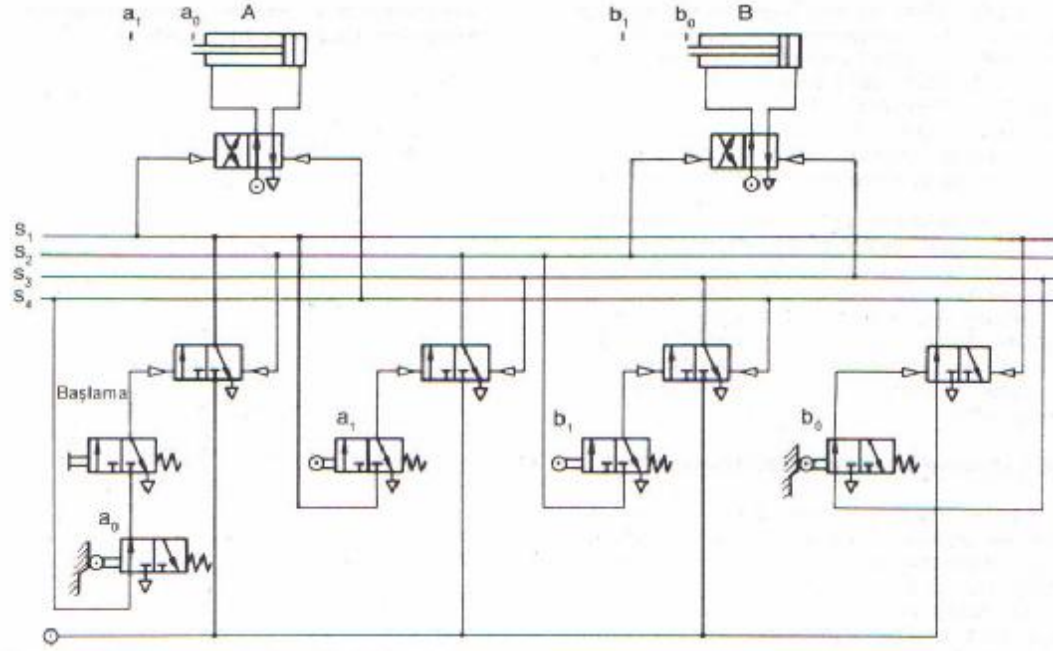 a₁ a₀ A b₁ b₀ B
S₁
S₂
S₃
S₄
Başlama
a₁
b₁
b₀
a₀